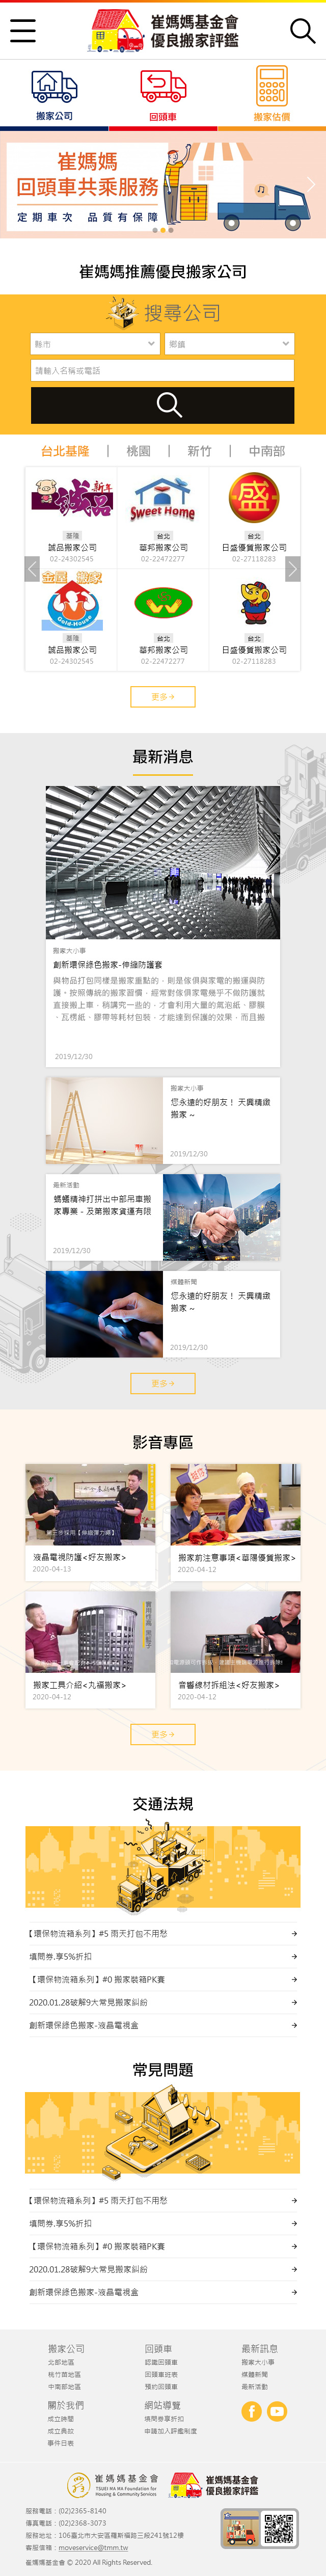 崔媽媽基金會
優良搬家評鑑
搬家公司
回頭車
搬家估價
崔媽媽
回頭車共乘服務
定期車次 品質有保障
崔媽媽推薦優良搬家公司
搜尋公司
縣市
鄉鎮
請輸入名稱或電話
台北基隆 | 桃園 | 新竹 | 中南部
新年
搞
Sweet Home
盛
基隆
誠品搬家公司
02-24302545
台北
華邦搬家公司
02-22472277
台北
日盛優質搬家公司
02-27118283
金屋 搬家
Gold-House
基隆
誠品搬家公司
02-24302545
台北
華邦搬家公司
02-22472277
台北
日盛優質搬家公司
02-27118283
更多→
最新消息
搬家大小事
創新環保綠色搬家-伸縮防護套
與物品打包同樣是搬家重點的，則是傢俱與家電的搬運與防
護。按照傳統的搬家習慣，經常對傢俱家電幾乎不做防護就
直接搬上車，稍講究一些的，才會利用大量的氣泡紙、膠膜
、瓦楞紙、膠帶等耗材包裝，才能達到保護的效果，而且搬
2019/12/30
搬家大小事
您永遠的好朋友！ 天興精緻
搬家 ~
2019/12/30
最新活動
螞蟻精神打拼出中部吊車搬
家專業 - 及第搬家貨運有限
2019/12/30
媒體新聞
您永遠的好朋友！ 天興精緻
搬家 ~
2019/12/30
更多→
影音專區
液晶電視防護<好友搬家>
2020-04-13
搬家前注意事項<華陽優質搬家>
2020-04-12
搬家工具介紹<九福搬家>
2020-04-12
音響線材拆組法<好友搬家>
2020-04-12
更多→
交通法規
【環保物流箱系列】#5 雨天打包不用愁
填問券,享5%折扣
【環保物流箱系列】#0 搬家裝箱PK賽
2020.01.28破解9大常見搬家糾紛
創新環保綠色搬家-液晶電視盒
常見問題
【環保物流箱系列】#5 雨天打包不用愁
填問券,享5%折扣
【環保物流箱系列】#0 搬家裝箱PK賽
2020.01.28破解9大常見搬家糾紛
創新環保綠色搬家-液晶電視盒
搬家公司
北部地區
桃竹苗地區
中南部地區
回頭車
認識回頭車
回頭車班表
預約回頭車
最新訊息
搬家大小事
媒體新聞
最新活動
關於我們
成立時間
成立典故
事件日表
網站導覽
填問券享折扣
申請加入評鑑制度
崔媽媽基金會
TSUEI MA MA Foundation for
Housing & Community Services
崔媽媽基金會
優良搬家評鑑
服務電話：(02)2365-8140
傳真電話：(02)2368-3073
服務地址：106臺北市大安區羅斯福路三段241號12樓
客服信箱：moveservice@tmm.tw
崔媽媽基金會 © 2020 All Rights Reserved.